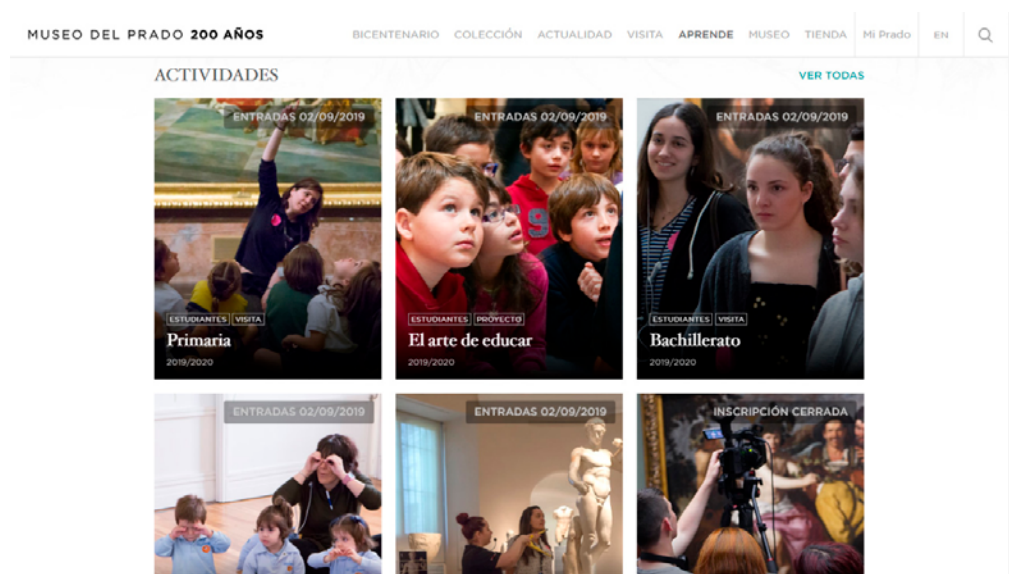 MUSEO DEL PRADO 200 AÑOS
BICENTENARIO COLECCIÓN ACTUALIDAD VISITA APRENDE MUSEO TIENDA Mi Prado EN
ACTIVIDADES
VER TODAS
ENTRADAS 02/09/2019
ESTUDIANTES VISITA
Primaria
2019/2020
ENTRADAS 02/09/2019
ESTUDIANTES PROYECTO
El arte de educar
2019/2020
ENTRADAS 02/09/2019
ESTUDIANTES VISITA
Bachillerato
2019/2020
ENTRADAS 02/09/2019
ENTRADAS 02/09/2019
INSCRIPCIÓN CERRADA